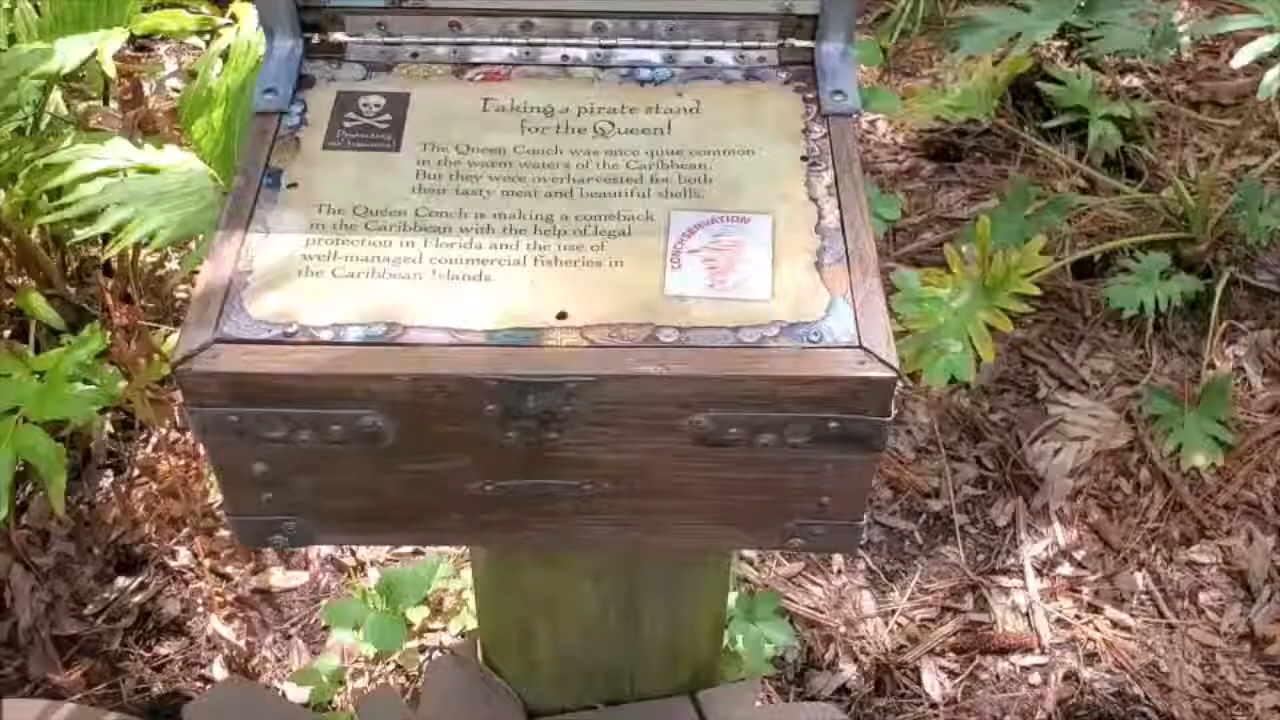 Taking a pirate stand
for the Queen!
Protecting
our treasures!
The Queen Conch was once quite common
in the warm waters of the Caribbean.
But they were overharvested for both
their tasty meat and beautiful shells.
The Queen Conch is making a comeback
in the Caribbean with the help of legal
protection in Florida and the use of
well-managed commercial fisheries in
the Caribbean Islands.
CONCHSERVATION